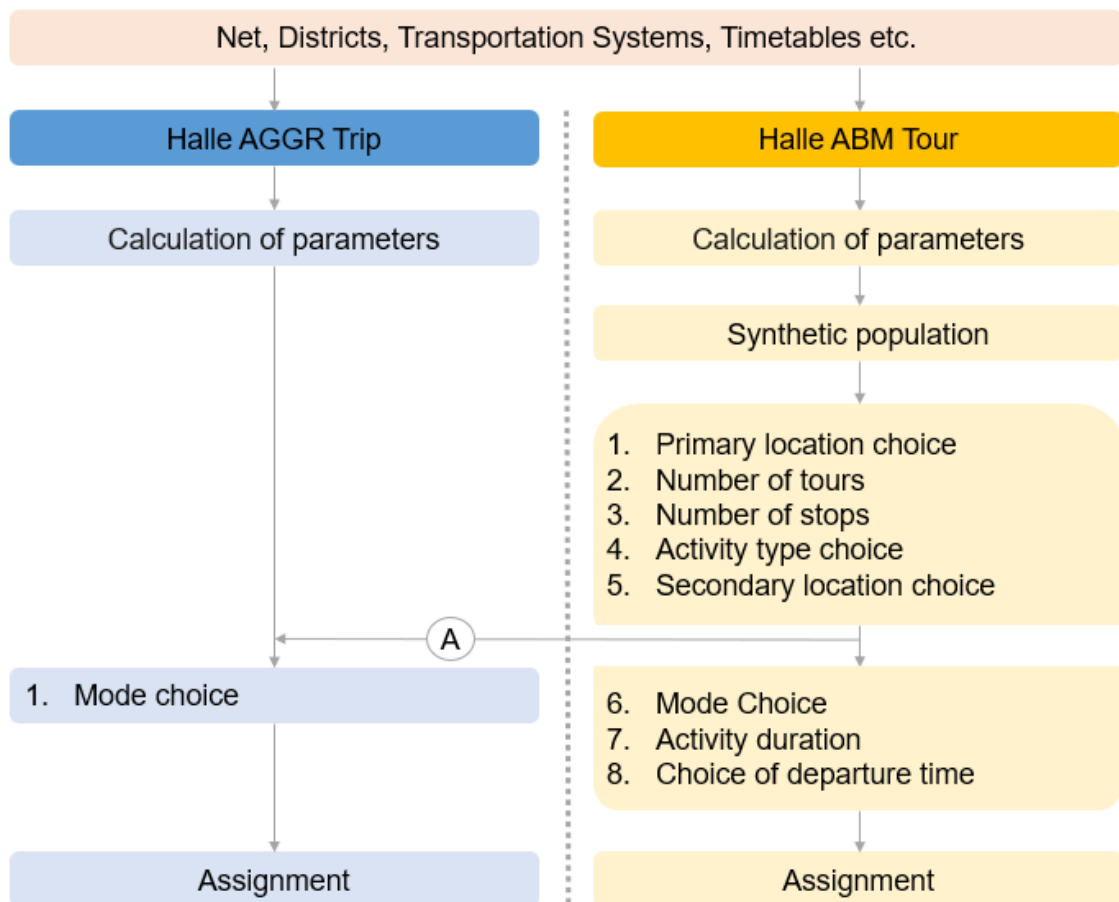 Net, Districts, Transportation Systems, Timetables etc.
Halle AGGR Trip
Halle ABM Tour
Calculation of parameters
Calculation of parameters
Synthetic population
1. Primary location choice
2. Number of tours
3. Number of stops
4. Activity type choice
5. Secondary location choice
A
1. Mode choice
6. Mode Choice
7. Activity duration
8. Choice of departure time
Assignment
Assignment